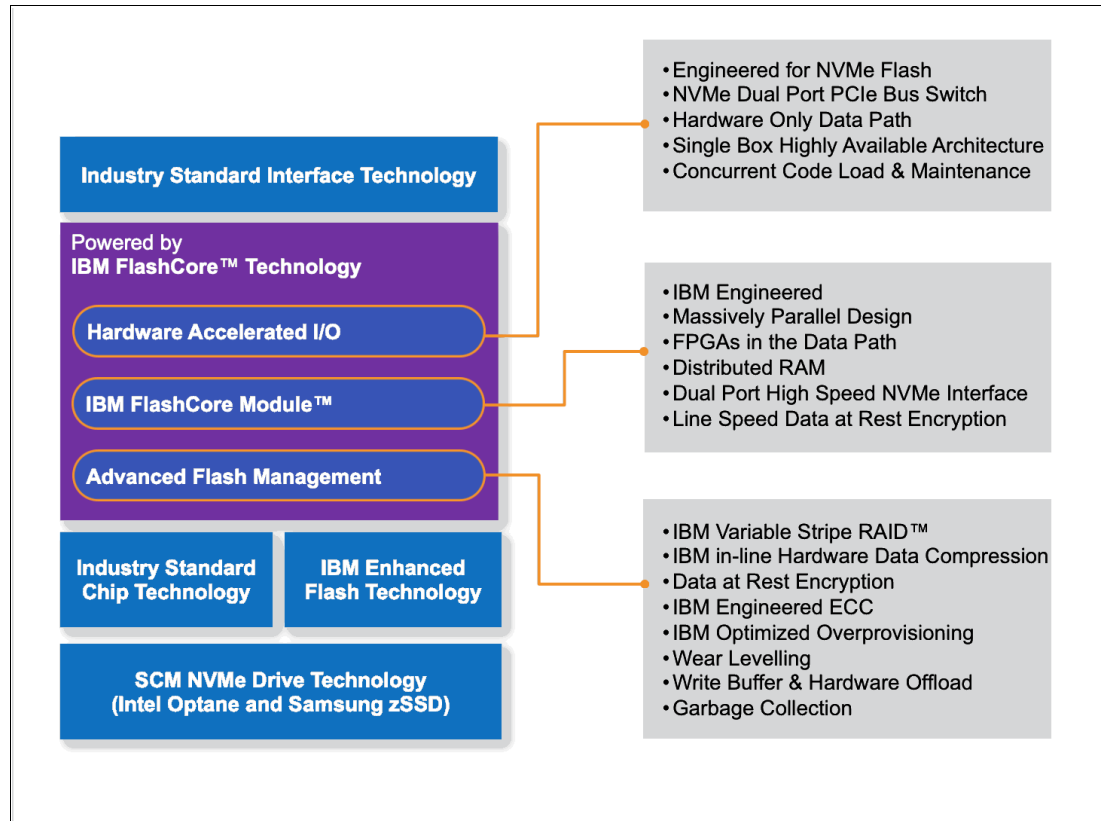 Industry Standard Interface Technology
Powered by
IBM FlashCore™ Technology
Hardware Accelerated I/O
IBM FlashCore Module™
Advanced Flash Management
Industry Standard
Chip Technology
IBM Enhanced
Flash Technology
SCM NVMe Drive Technology
(Intel Optane and Samsung zSSD)
•Engineered for NVMe Flash
•NVMe Dual Port PCIe Bus Switch
•Hardware Only Data Path
•Single Box Highly Available Architecture
•Concurrent Code Load & Maintenance
•IBM Engineered
•Massively Parallel Design
•FPGAs in the Data Path
•Distributed RAM
•Dual Port High Speed NVMe Interface
•Line Speed Data at Rest Encryption
•IBM Variable Stripe RAID™
•IBM in-line Hardware Data Compression
•Data at Rest Encryption
•IBM Engineered ECC
•IBM Optimized Overprovisioning
•Wear Levelling
•Write Buffer & Hardware Offload
•Garbage Collection